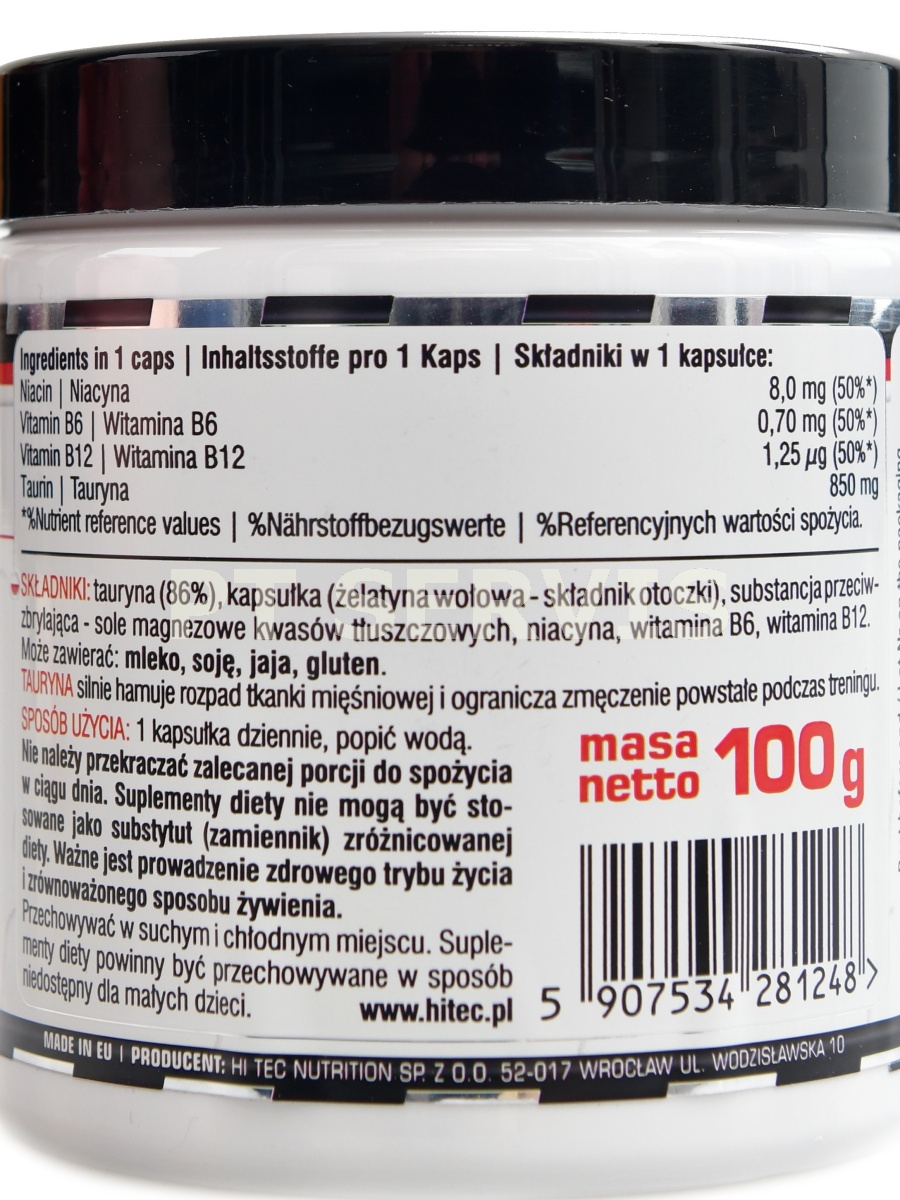 Ingredients in 1 caps | Inhaltsstoffe pro 1 Kaps | Składniki w 1 kapsułce:
Niacin | Niacyna 8,0 mg (50%*)
Vitamin B6 | Witamina B6 0,70 mg (50%*)
Vitamin B12 | Witamina B12 1,25 µg (50%*)
Taurin | Tauryna 850 mg
*%Nutrient reference values | %Nährstoffbezugswerte | %Referencyjnych wartości spożycia.
PT SERVIS
SKŁADNIKI: tauryna (86%), kapsułka (żelatyna wołowa - składnik otoczki), substancja przeciw-
zbrylająca - sole magnezowe kwasów tłuszczowych, niacyna, witamina B6, witamina B12.
Może zawierać: mleko, soję, jaja, gluten.
TAURYNA silnie hamuje rozpad tkanki mięśniowej i ogranicza zmęczenie powstałe podczas treningu.
SPOSÓB UŻYCIA: 1 kapsułka dziennie, popić wodą.
Nie należy przekraczać zalecanej porcji do spożycia
w ciągu dnia. Suplementy diety nie mogą być sto-
sowane jako substytut (zamiennik) zróżnicowanej
diety. Ważne jest prowadzenie zdrowego trybu życia
i zrównoważonego sposobu żywienia.
Przechowywać w suchym i chłodnym miejscu. Suple-
menty diety powinny być przechowywane w sposób
niedostępny dla małych dzieci. www.hitec.pl
masa
netto 100 g
5 907534 281248 >
MADE IN EU | PRODUCENT: HI TEC NUTRITION SP. Z O.O. 52-017 WROCŁAW UL. WODZISŁAWSKA 10